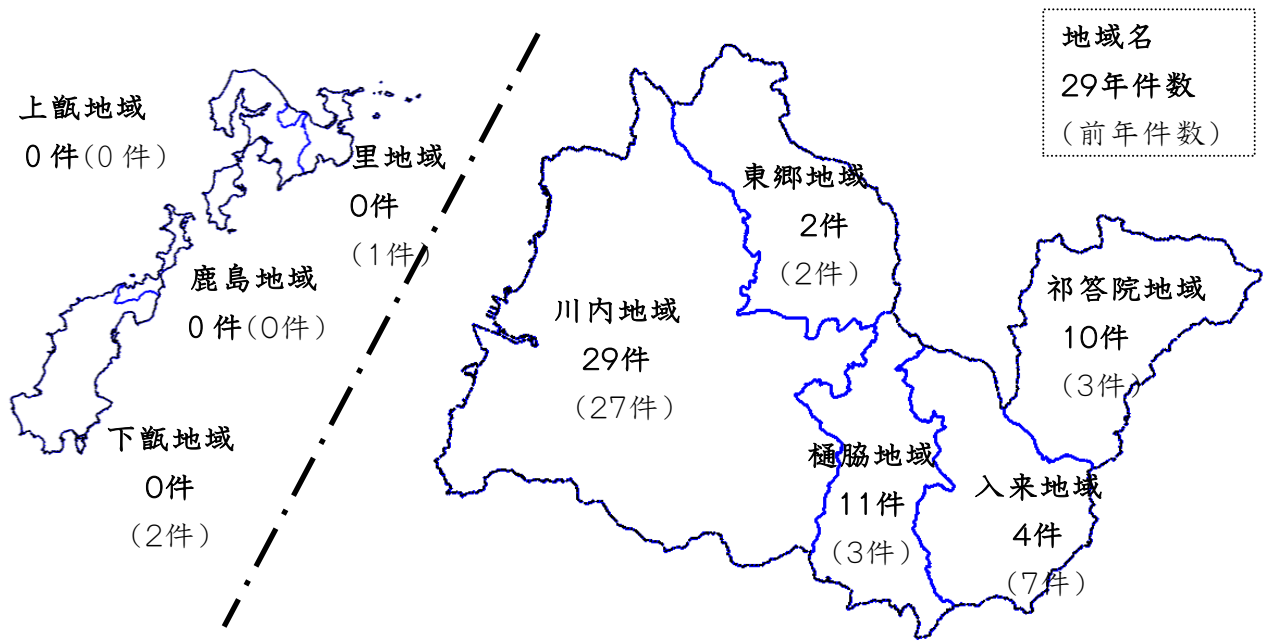 地域名
29年件数
(前年件数)
上甑地域
0件(0件)
里地域
0件
(1件)
鹿島地域
0件(0件)
下甑地域
0件
(2件)
東郷地域
2件
(2件)
川内地域
29件
(27件)
祁答院地域
10件
(3件)
樋脇地域
11件
(3件)
入来地域
4件
(7件)